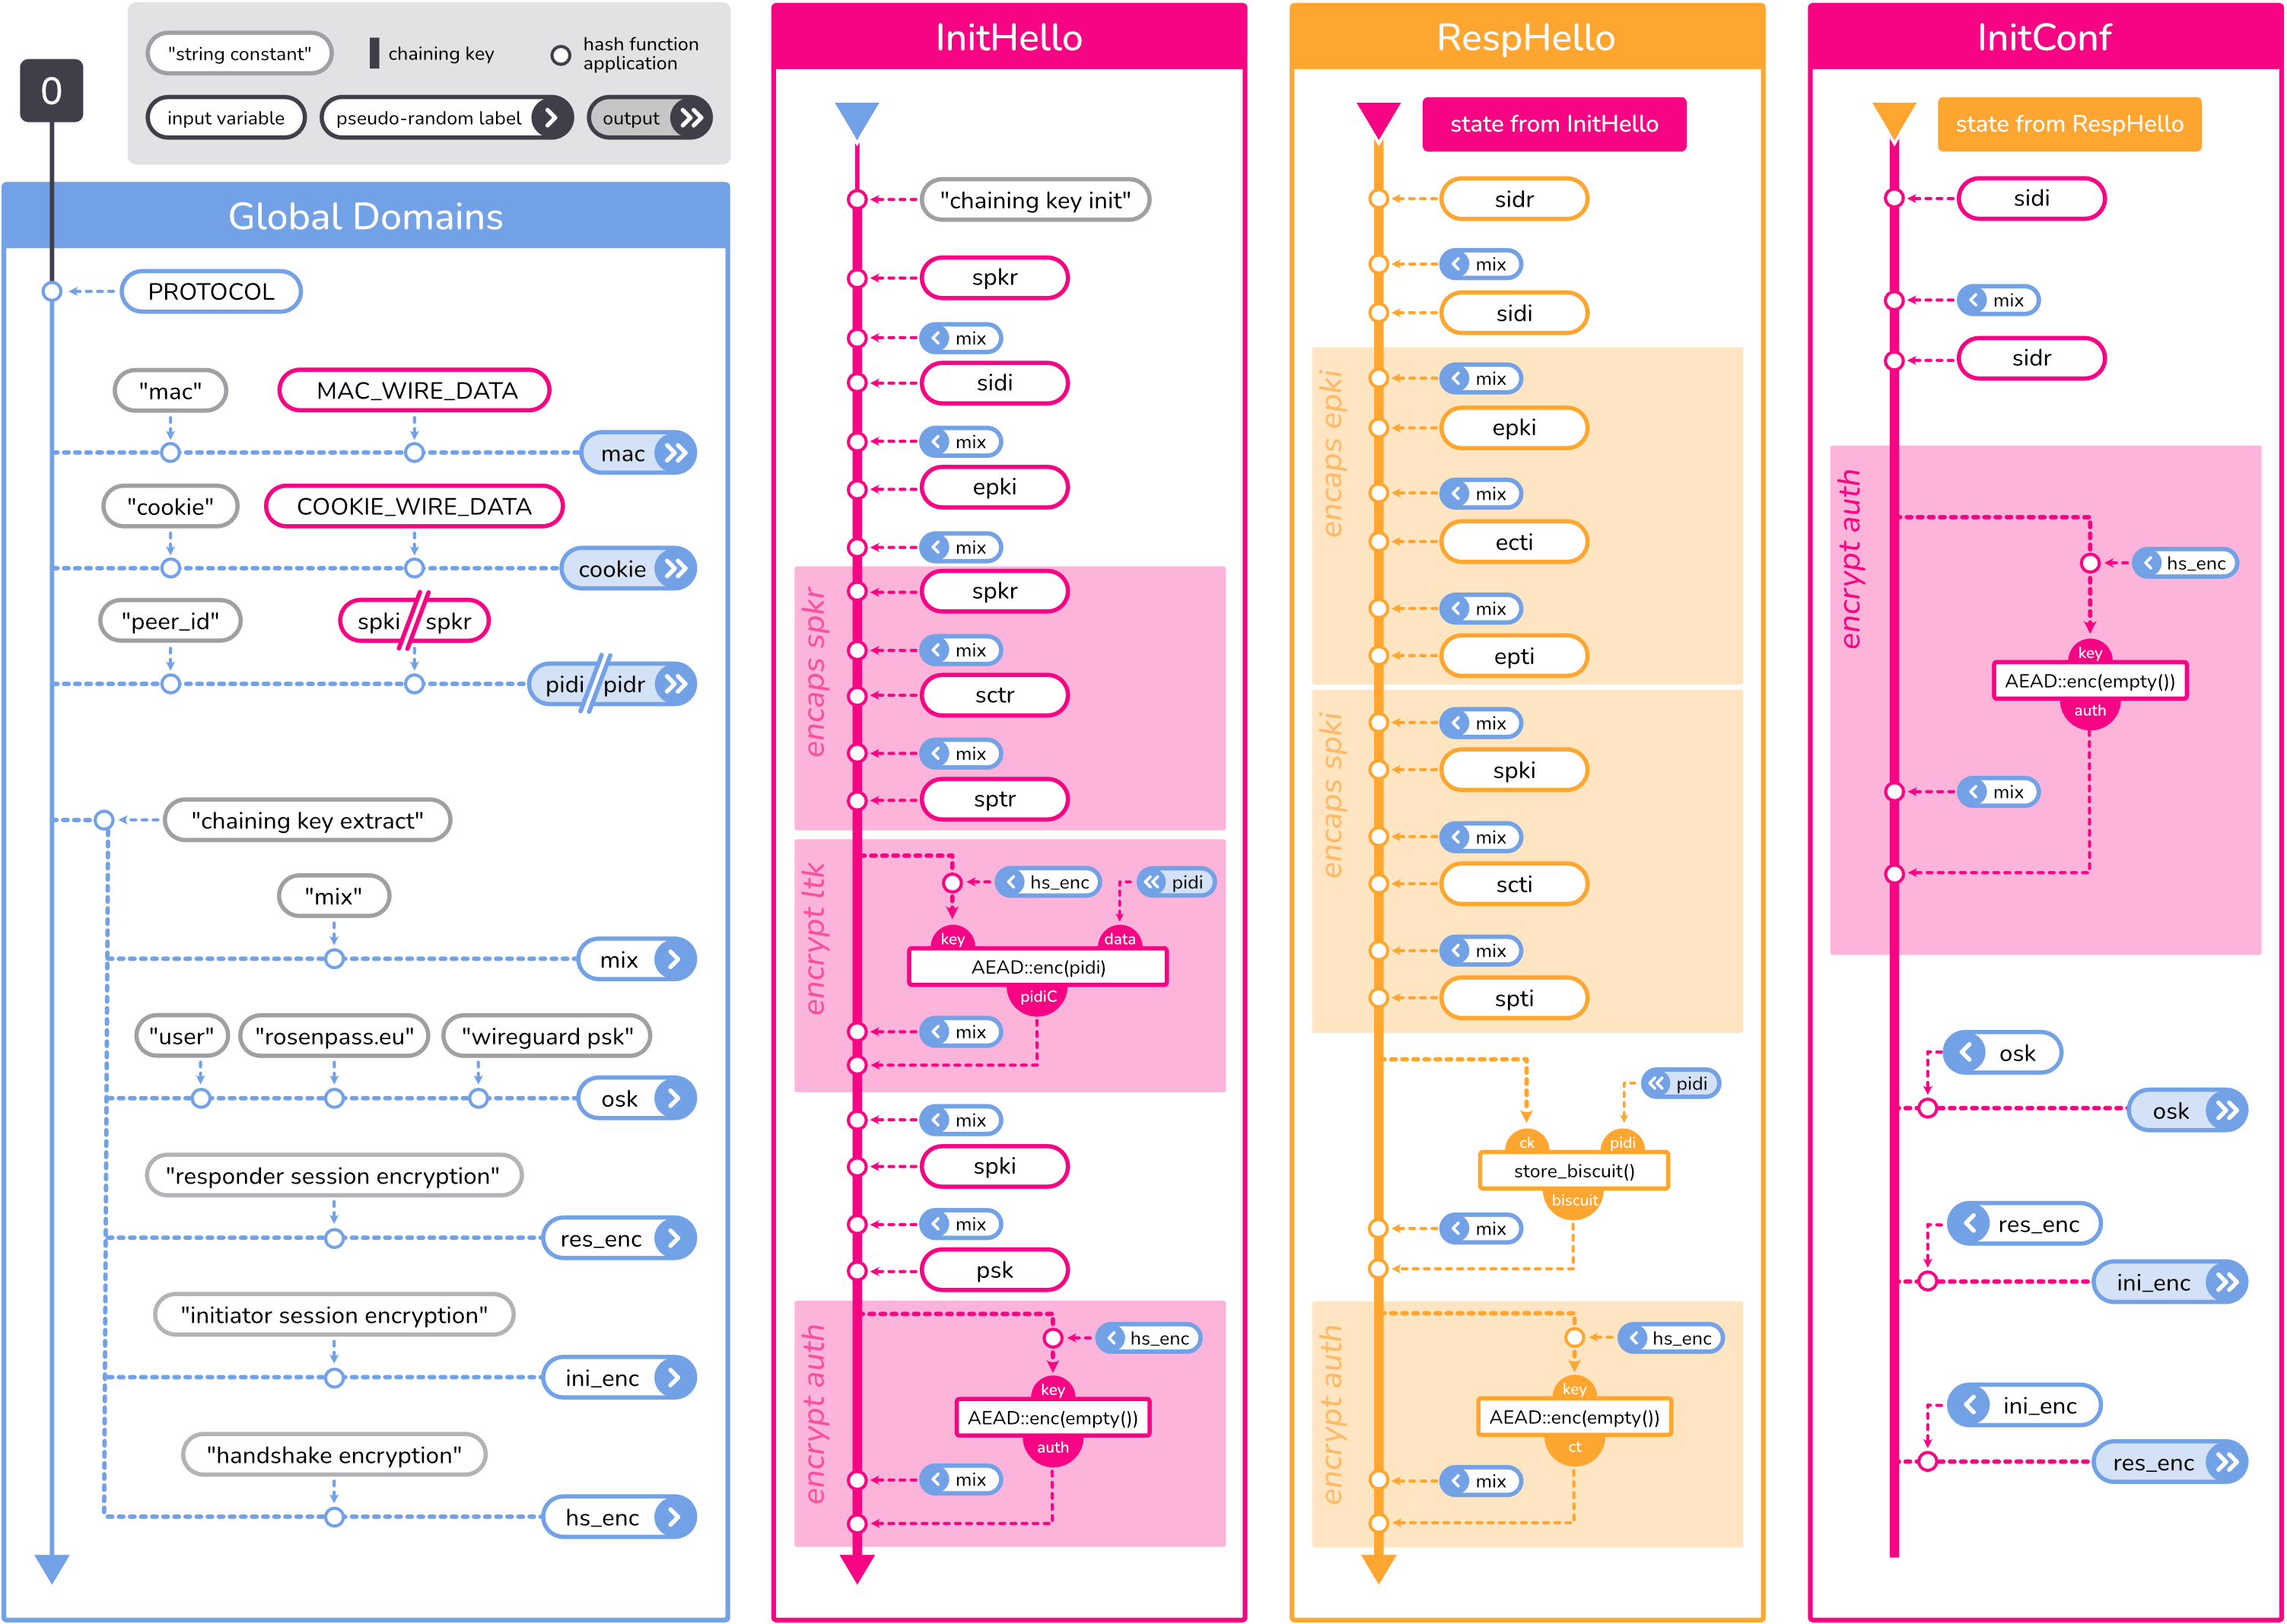 0
"string constant"
chaining key
hash function
application
input variable
pseudo-random label
output
Global Domains
PROTOCOL
"mac"
MAC_WIRE_DATA
mac
"cookie"
COOKIE_WIRE_DATA
cookie
"peer_id"
spki
spkr
pidi
pidr
"chaining key extract"
"mix"
mix
"user"
"rosenpass.eu"
"wireguard psk"
osk
"responder session encryption"
res_enc
"initiator session encryption"
ini_enc
"handshake encryption"
hs_enc
InitHello
"chaining key init"
spkr
mix
sidi
mix
epki
mix
encaps spkr
spkr
mix
sctr
mix
sptr
encrypt ltk
hs_enc
pidi
key
data
AEAD::enc(pidi)
pidiC
mix
mix
spki
mix
psk
encrypt auth
hs_enc
key
AEAD::enc(empty())
auth
mix
RespHello
state from InitHello
sidr
mix
sidi
encaps epki
mix
epki
mix
ecti
mix
epti
encaps spki
mix
spki
mix
scti
mix
spti
pidi
ck
pidi
store_biscuit()
biscuit
mix
encrypt auth
hs_enc
key
AEAD::enc(empty())
ct
mix
InitConf
state from RespHello
sidi
mix
sidr
encrypt auth
hs_enc
key
AEAD::enc(empty())
auth
mix
osk
osk
res_enc
ini_enc
ini_enc
res_enc